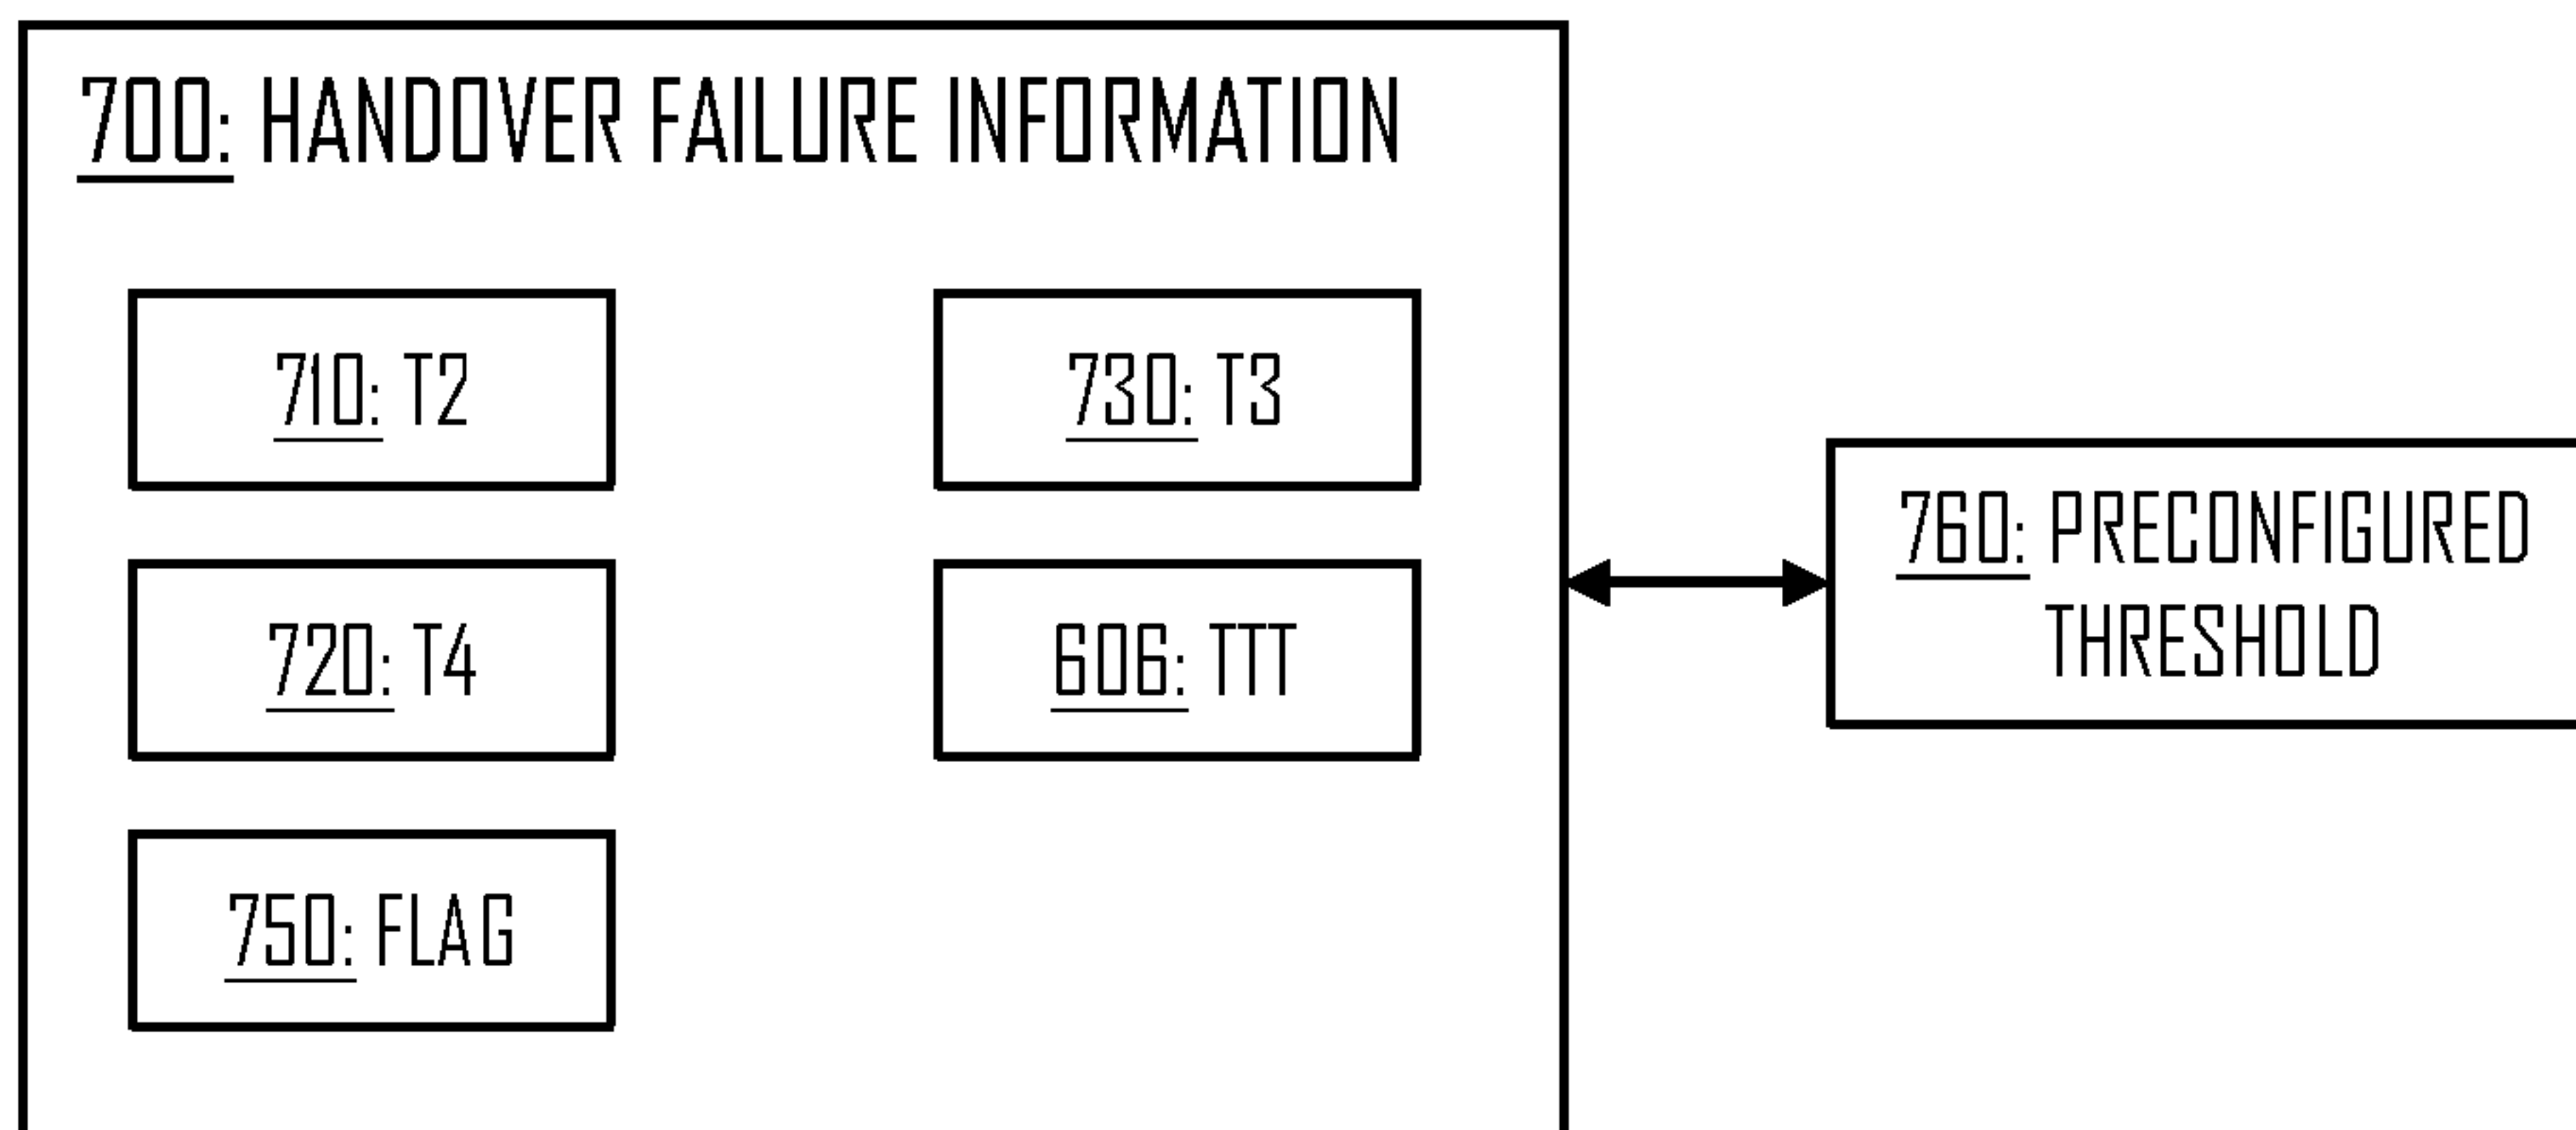 700: HANDOVER FAILURE INFORMATION
710: T2
730: T3
720: T4
606: TTT
750: FLAG
760: PRECONFIGURED
THRESHOLD